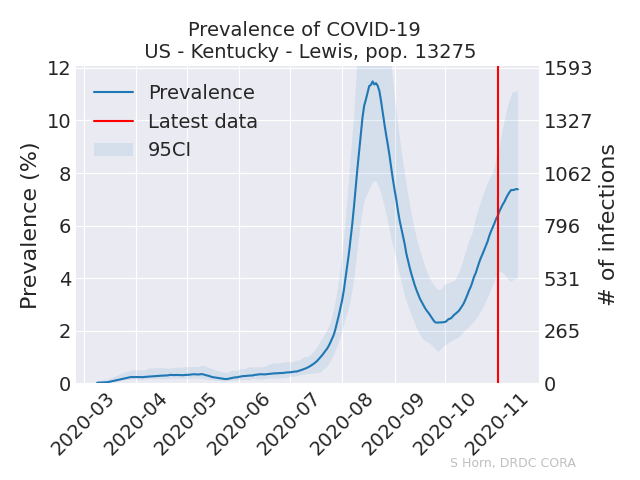 Prevalence of COVID-19
US - Kentucky - Lewis, pop. 13275
Prevalence
Latest data
95CI
Prevalence (%)
12
10
8
6
4
2
0
1593
1327
1062
796
531
265
0
# of infections
2020-03
2020-04
2020-05
2020-06
2020-07
2020-08
2020-09
2020-10
2020-11
S Horn, DRDC CORA